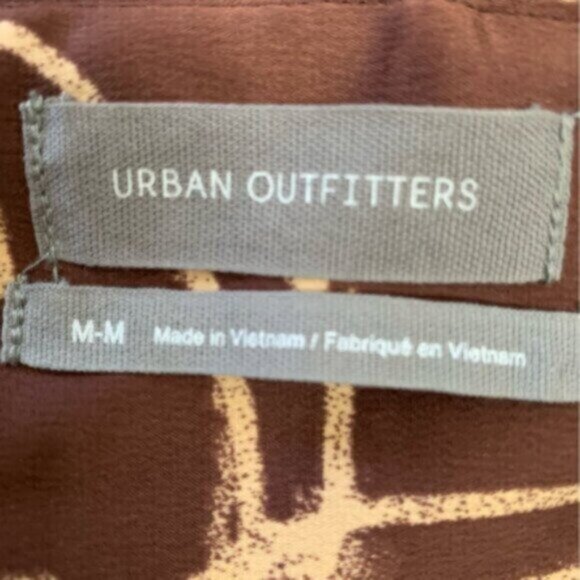 URBAN OUTFITTERS
M-M Made in Vietnam / Fabriqué en Vietnam